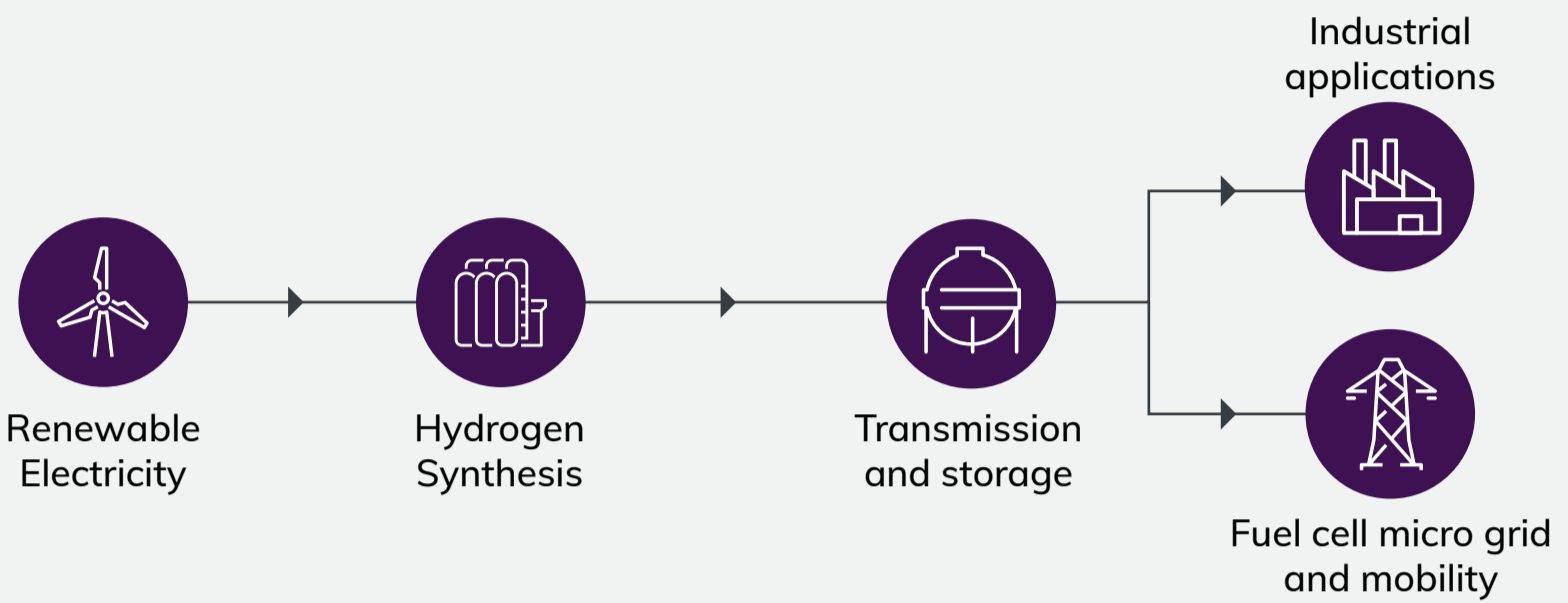 Renewable
Electricity
Hydrogen
Synthesis
Transmission
and storage
Industrial
applications
Fuel cell micro grid
and mobility